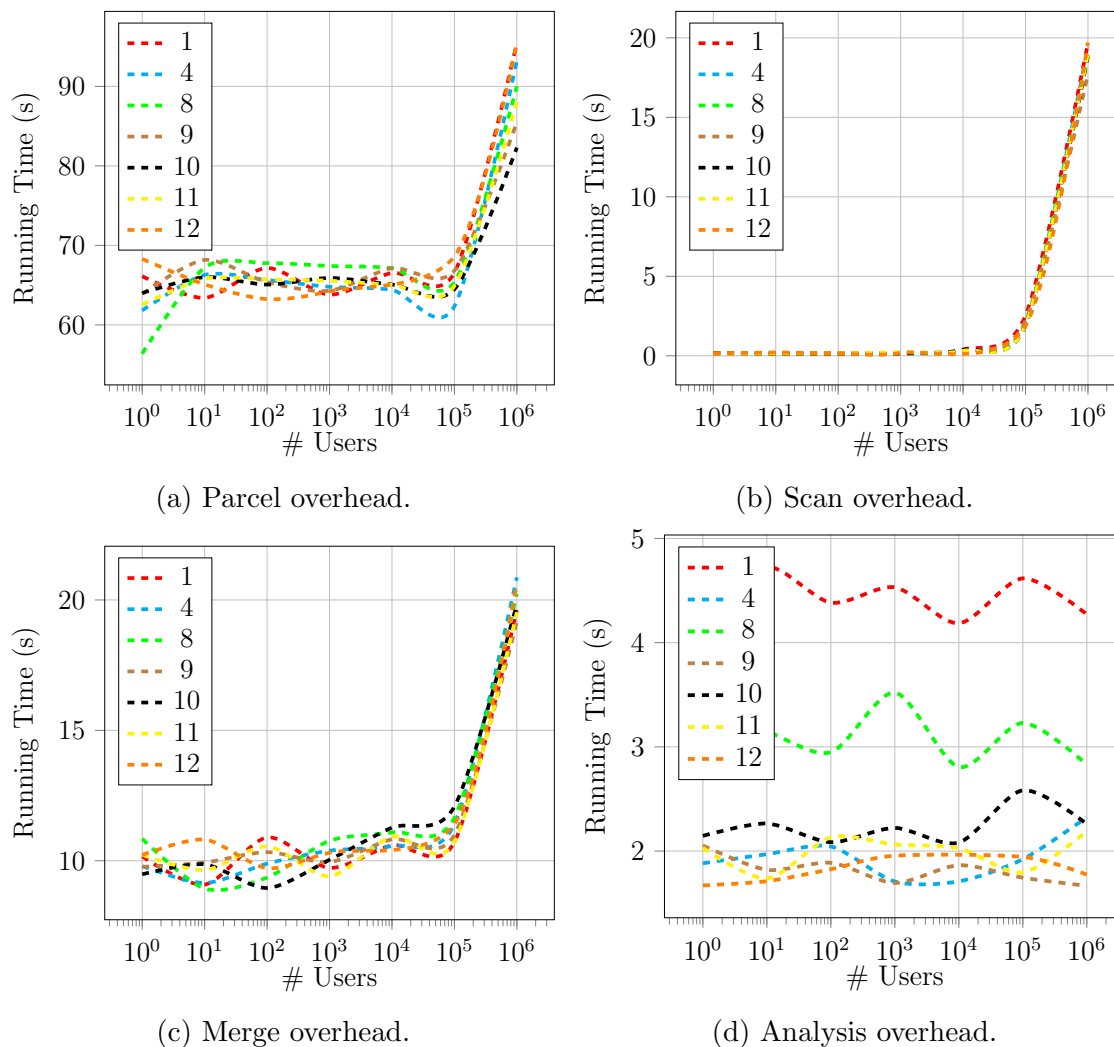 1
4
8
9
10
11
12
90
80
70
60
Running Time (s)
10^0 10^1 10^2 10^3 10^4 10^5 10^6
# Users
(a) Parcel overhead.
1
4
8
9
10
11
12
20
15
10
5
0
Running Time (s)
10^0 10^1 10^2 10^3 10^4 10^5 10^6
# Users
(b) Scan overhead.
1
4
8
9
10
11
12
20
15
10
Running Time (s)
10^0 10^1 10^2 10^3 10^4 10^5 10^6
# Users
(c) Merge overhead.
1
4
8
9
10
11
12
5
4
3
2
Running Time (s)
10^0 10^1 10^2 10^3 10^4 10^5 10^6
# Users
(d) Analysis overhead.